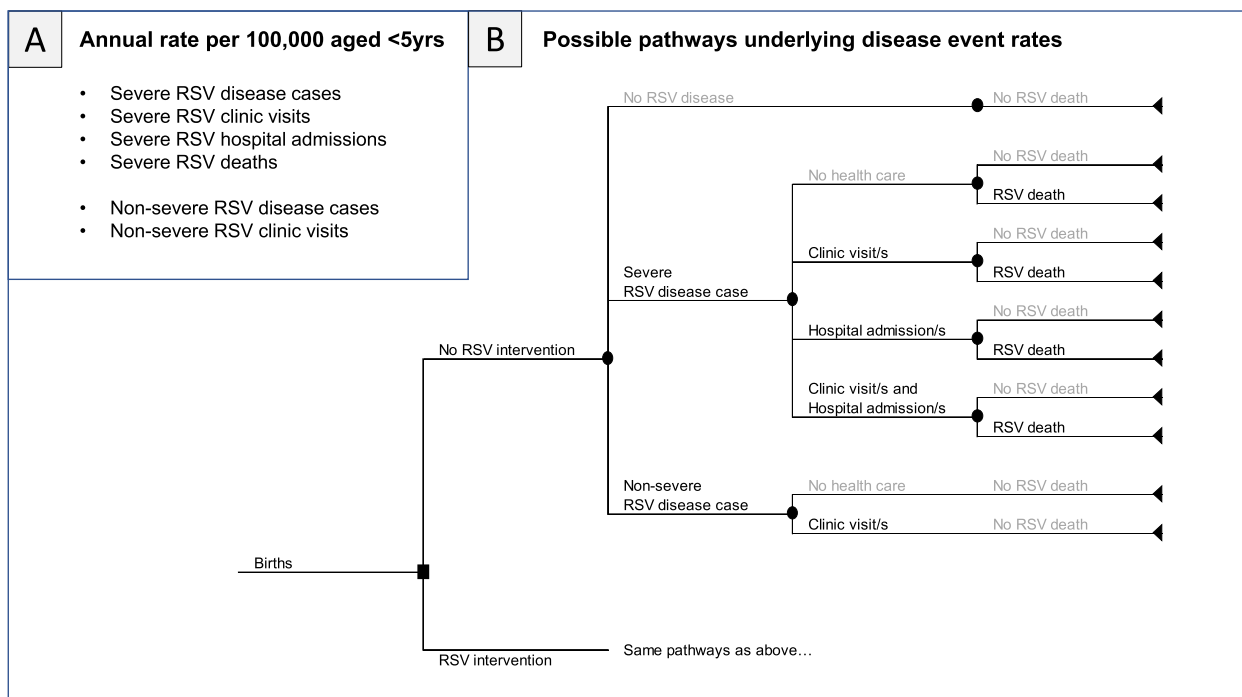 A
Annual rate per 100,000 aged <5yrs
• Severe RSV disease cases
• Severe RSV clinic visits
• Severe RSV hospital admissions
• Severe RSV deaths
• Non-severe RSV disease cases
• Non-severe RSV clinic visits
B
Possible pathways underlying disease event rates
No RSV disease
No RSV death
No RSV death
No health care
RSV death
No RSV death
Clinic visit/s
RSV death
Severe
RSV disease case
No RSV death
Hospital admission/s
RSV death
No RSV intervention
Clinic visit/s and
Hospital admission/s
No RSV death
RSV death
Non-severe
RSV disease case
No health care
No RSV death
Clinic visit/s
No RSV death
Births
RSV intervention
Same pathways as above…